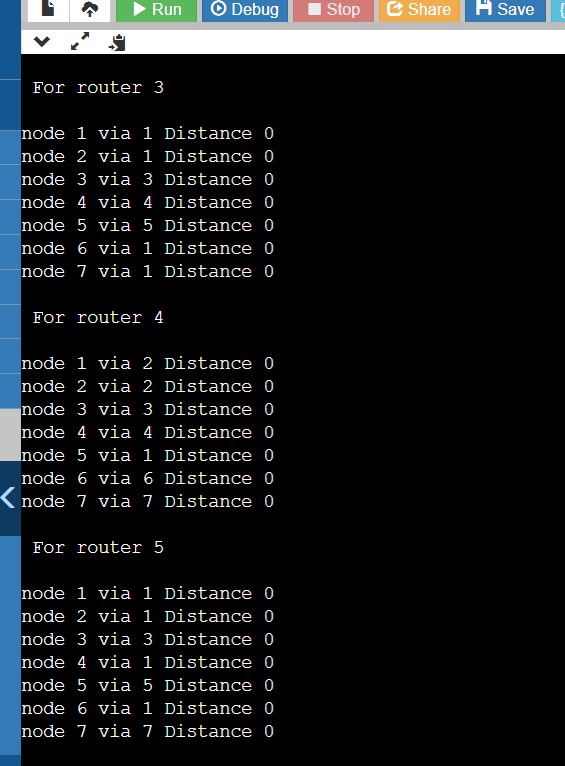 Run Debug Stop Share Save {
For router 3
node 1 via 1 Distance 0
node 2 via 1 Distance 0
node 3 via 3 Distance 0
node 4 via 4 Distance 0
node 5 via 5 Distance 0
node 6 via 1 Distance 0
node 7 via 1 Distance 0
For router 4
node 1 via 2 Distance 0
node 2 via 2 Distance 0
node 3 via 3 Distance 0
node 4 via 4 Distance 0
node 5 via 1 Distance 0
node 6 via 6 Distance 0
node 7 via 7 Distance 0
For router 5
node 1 via 1 Distance 0
node 2 via 1 Distance 0
node 3 via 3 Distance 0
node 4 via 1 Distance 0
node 5 via 5 Distance 0
node 6 via 1 Distance 0
node 7 via 7 Distance 0